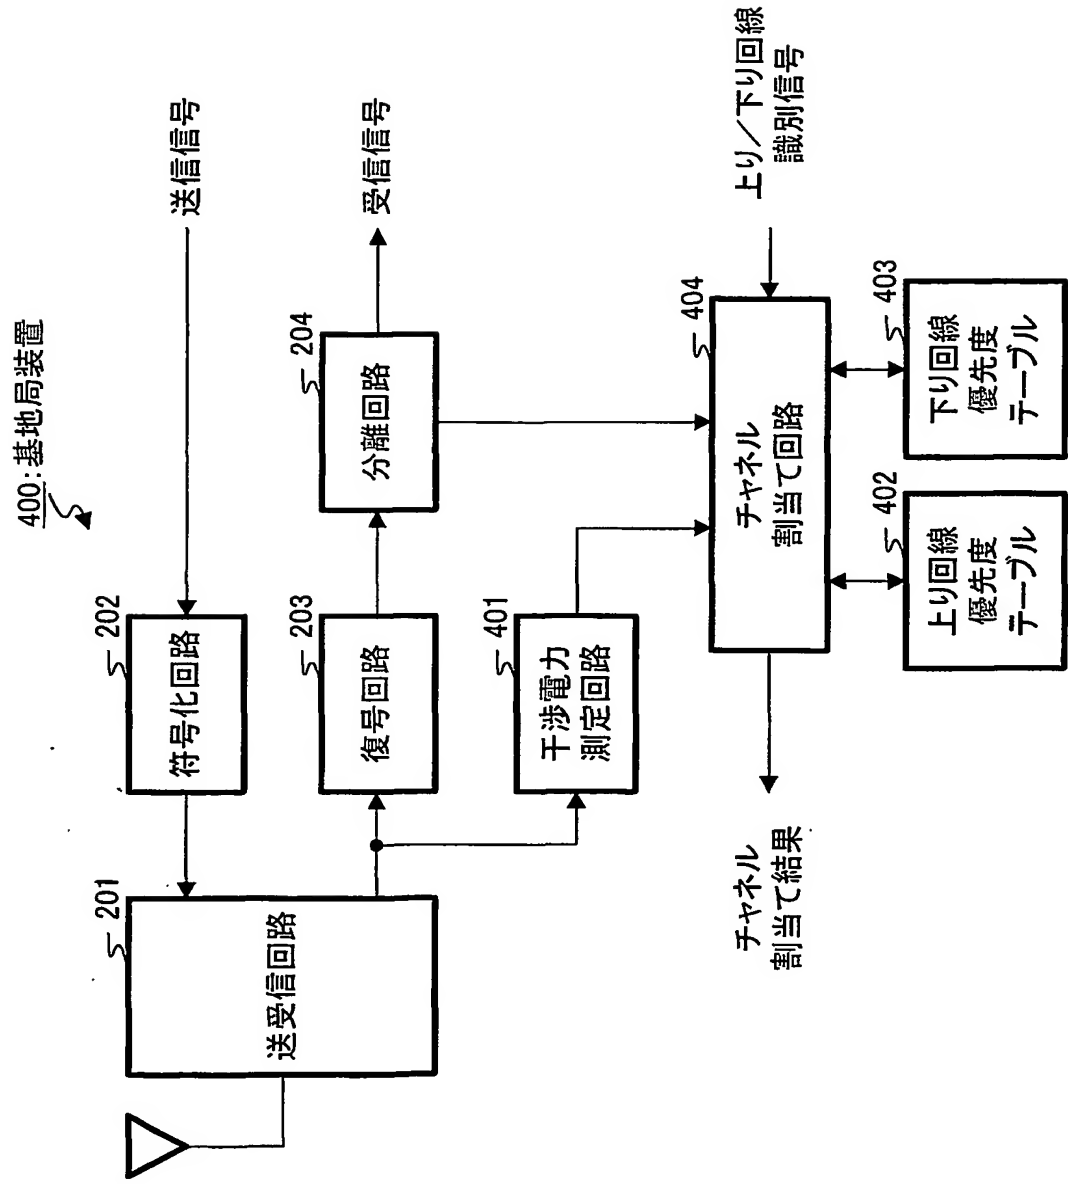 400:基地局装置
201
送受信回路
202
符号化回路
送信信号
203
復号回路
204
分離回路
受信信号
401
干渉電力
測定回路
404
チャネル
割当て回路
上り/下り回線
識別信号
チャネル
割当て結果
402
上り回線
優先度
テーブル
403
下り回線
優先度
テーブル